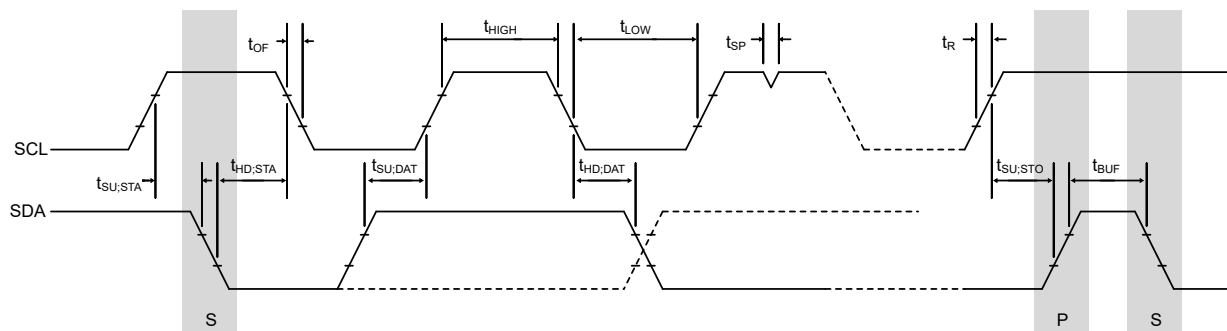 tOF
tHIGH
tLOW
tSP
tR
SCL
tSU;STA
tHD;STA
tSU;DAT
tHD;DAT
tSU;STO
tBUF
SDA
S
P
S